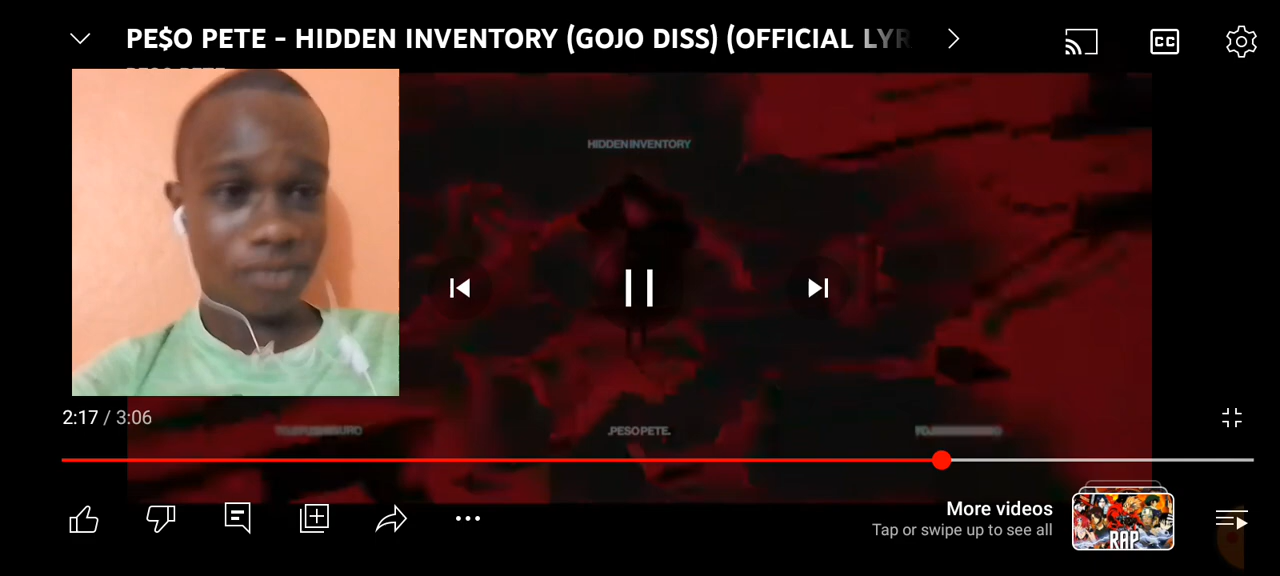 PE$O PETE - HIDDEN INVENTORY (GOJO DISS) (OFFICIAL LYR
CC
HIDDEN INVENTORY
2:17 / 3:06
.PESO PETE.
More videos
Tap or swipe up to see all
RAP